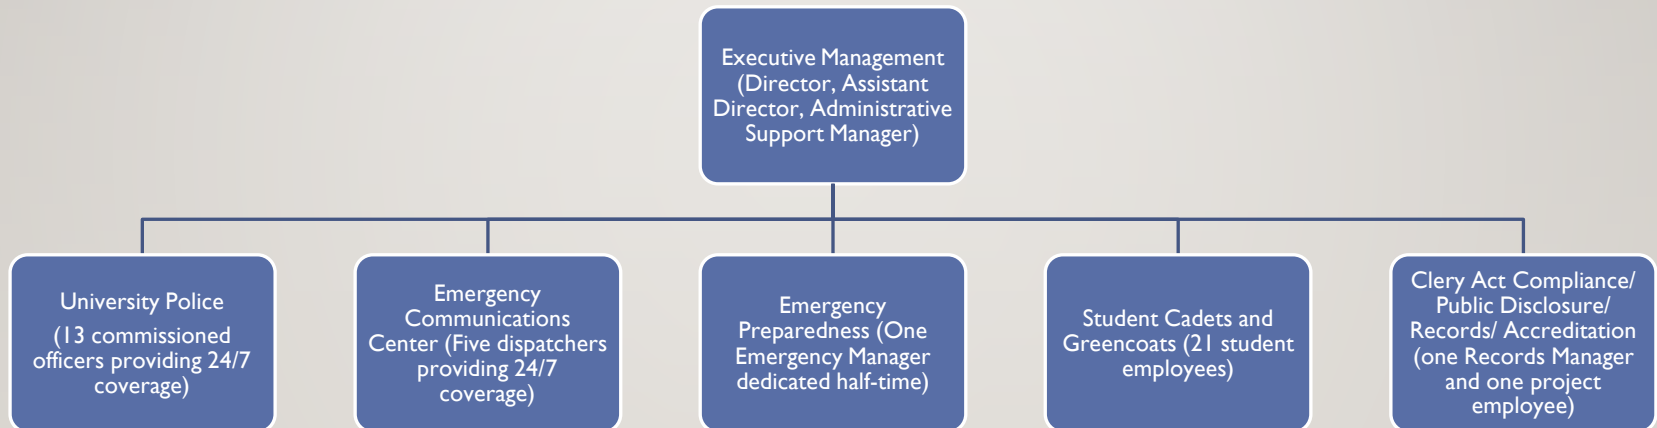 Executive Management
(Director, Assistant
Director, Administrative
Support Manager)
University Police
(13 commissioned
officers providing 24/7
coverage)
Emergency
Communications
Center (Five dispatchers
providing 24/7
coverage)
Emergency
Preparedness (One
Emergency Manager
dedicated half-time)
Student Cadets and
Greencoats (21 student
employees)
Clery Act Compliance/
Public Disclosure/
Records/ Accreditation
(one Records Manager
and one project
employee)